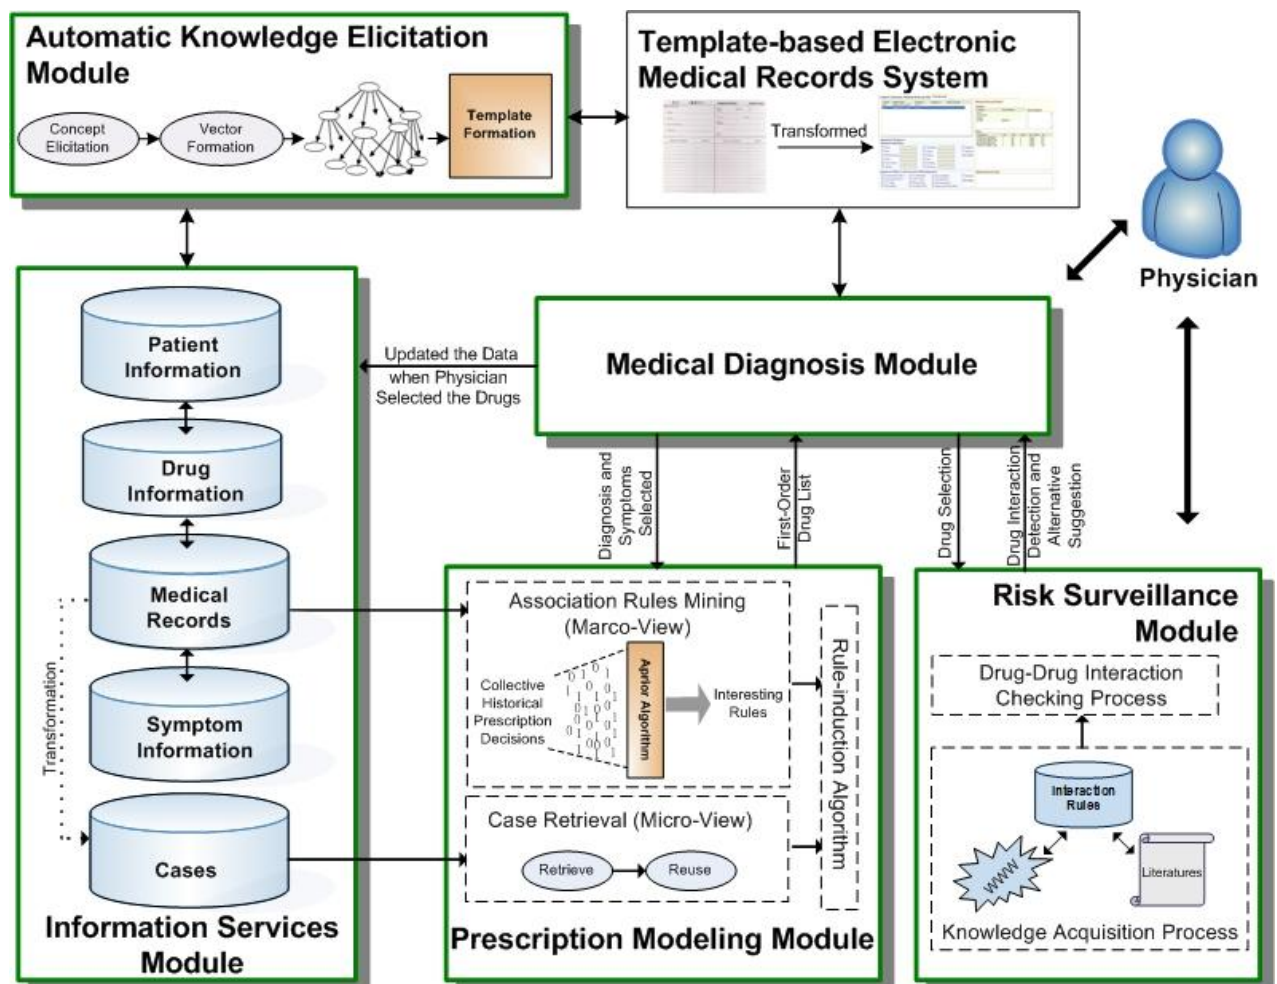 Automatic Knowledge Elicitation
Module
Concept
Elicitation
Vector
Formation
Template
Formation
Template-based Electronic
Medical Records System
Transformed
Physician
Patient
Information
Drug
Information
Medical
Records
Symptom
Information
Cases
Transformation
Information Services
Module
Updated the Data
when Physician
Selected the Drugs
Medical Diagnosis Module
Diagnosis and
Symptoms
Selected
First-Order
Drug List
Drug Selection
Drug Interaction
Detection and
Alternative
Suggestion
Association Rules Mining
(Marco-View)
Collective
Historical
Prescription
Decisions
Aprior Algorithm
Interesting
Rules
Case Retrieval (Micro-View)
Retrieve
Reuse
Rule-induction Algorithm
Prescription Modeling Module
Risk Surveillance
Module
Drug-Drug Interaction
Checking Process
Interaction
Rules
WWW
Literatures
Knowledge Acquisition Process